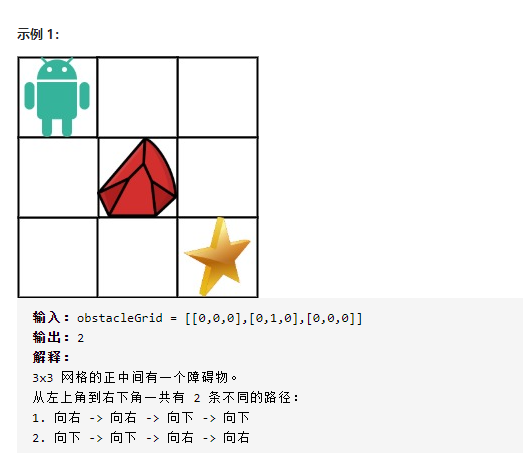 示例 1：
输入：obstacleGrid = [[0,0,0],[0,1,0],[0,0,0]]
输出：2
解释：
3x3 网格的正中间有一个障碍物。
从左上角到右下角一共有 2 条不同的路径：
1. 向右 -> 向右 -> 向下 -> 向下
2. 向下 -> 向下 -> 向右 -> 向右